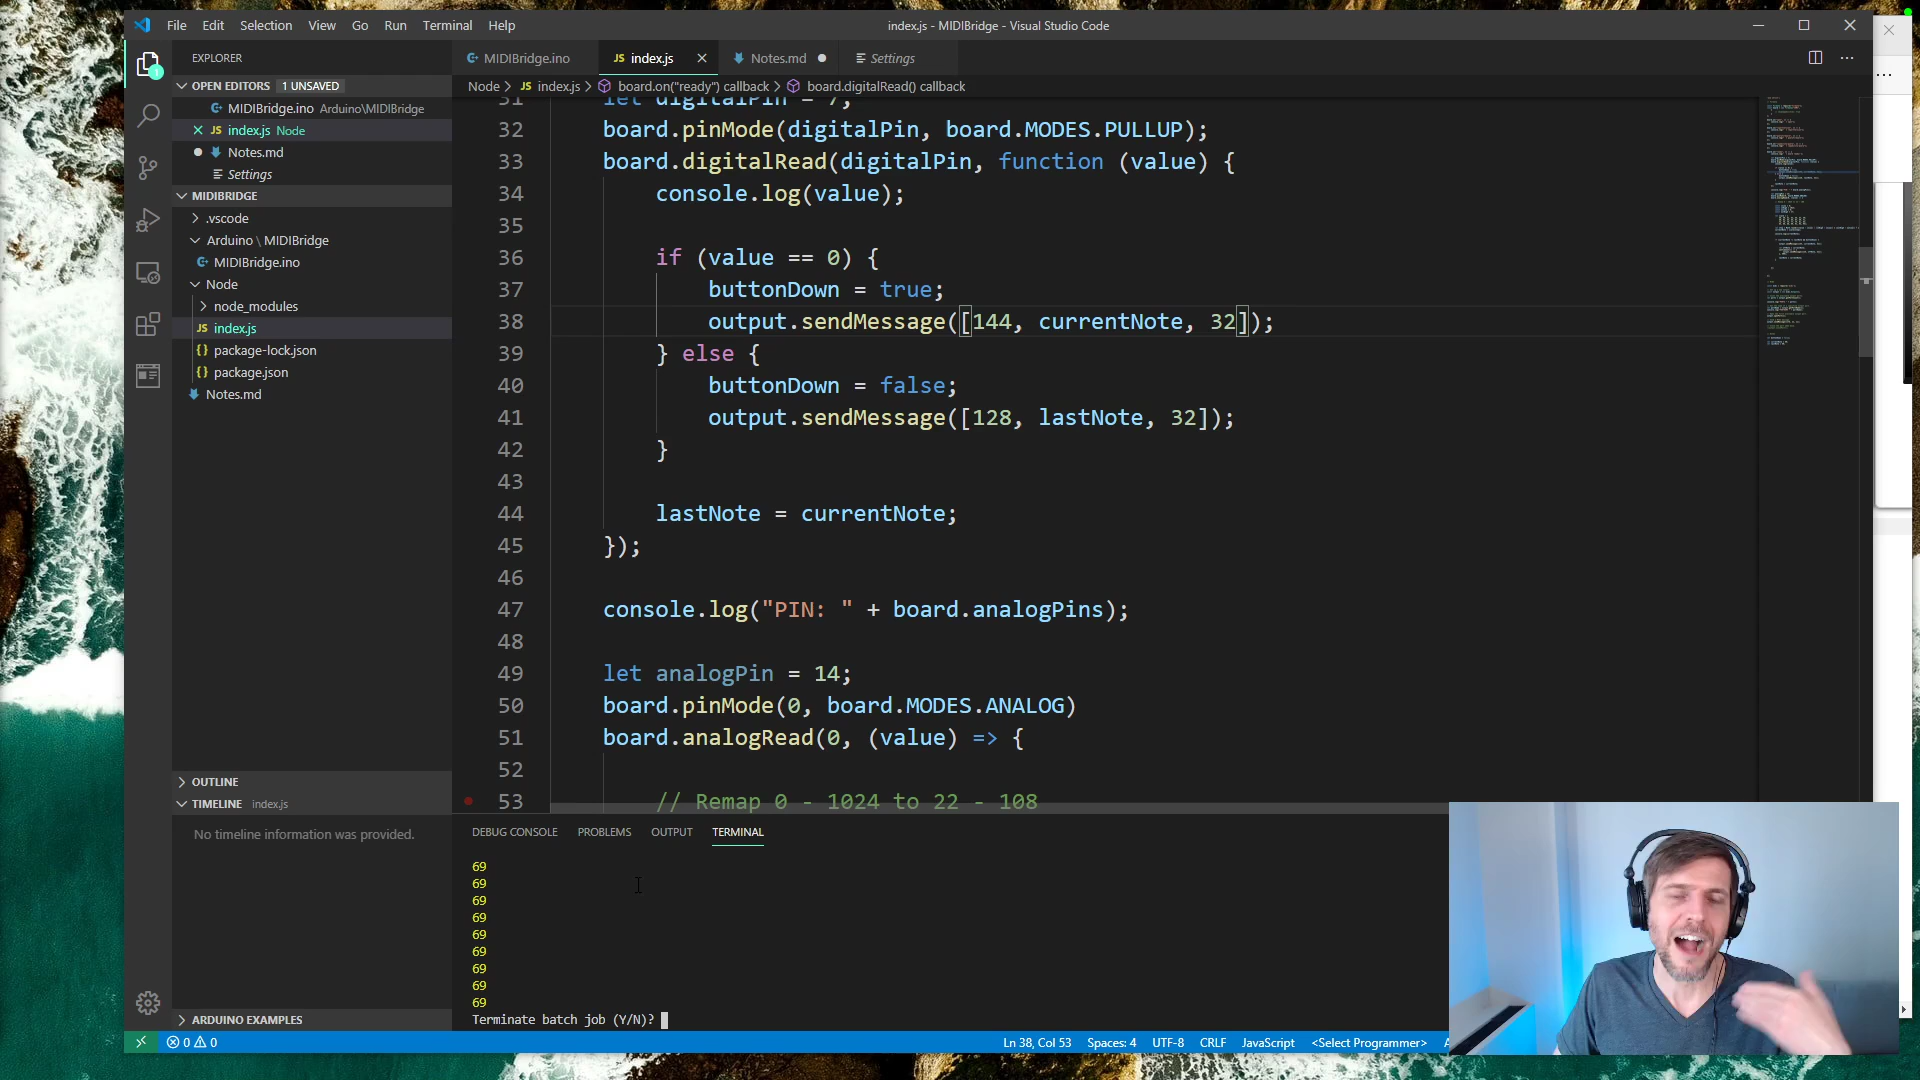 File Edit Selection View Go Run Terminal Help
index.js - MIDIBridge - Visual Studio Code
EXPLORER
OPEN EDITORS 1 UNSAVED
MIDIBridge.ino Arduino\MIDIBridge
JS index.js Node
Notes.md
Settings
MIDIBRIDGE
.vscode
Arduino \ MIDIBridge
MIDIBridge.ino
Node
node_modules
JS index.js
{} package-lock.json
{} package.json
Notes.md
OUTLINE
TIMELINE index.js
No timeline information was provided.
ARDUINO EXAMPLES
MIDIBridge.ino
JS index.js
Notes.md
Settings
Node > JS index.js > board.on("ready") callback > board.digitalRead() callback
31 let digitalPin = 7;
32 board.pinMode(digitalPin, board.MODES.PULLUP);
33 board.digitalRead(digitalPin, function (value) {
34 console.log(value);
35
36 if (value == 0) {
37 buttonDown = true;
38 output.sendMessage([144, currentNote, 32]);
39 } else {
40 buttonDown = false;
41 output.sendMessage([128, lastNote, 32]);
42 }
43
44 lastNote = currentNote;
45 });
46
47 console.log("PIN: " + board.analogPins);
48
49 let analogPin = 14;
50 board.pinMode(0, board.MODES.ANALOG)
51 board.analogRead(0, (value) => {
52
53 // Remap 0 - 1024 to 22 - 108
DEBUG CONSOLE PROBLEMS OUTPUT TERMINAL
69
69
69
69
69
69
69
69
69
Terminate batch job (Y/N)?
0 0
Ln 38, Col 53 Spaces: 4 UTF-8 CRLF JavaScript <Select Programmer>
1